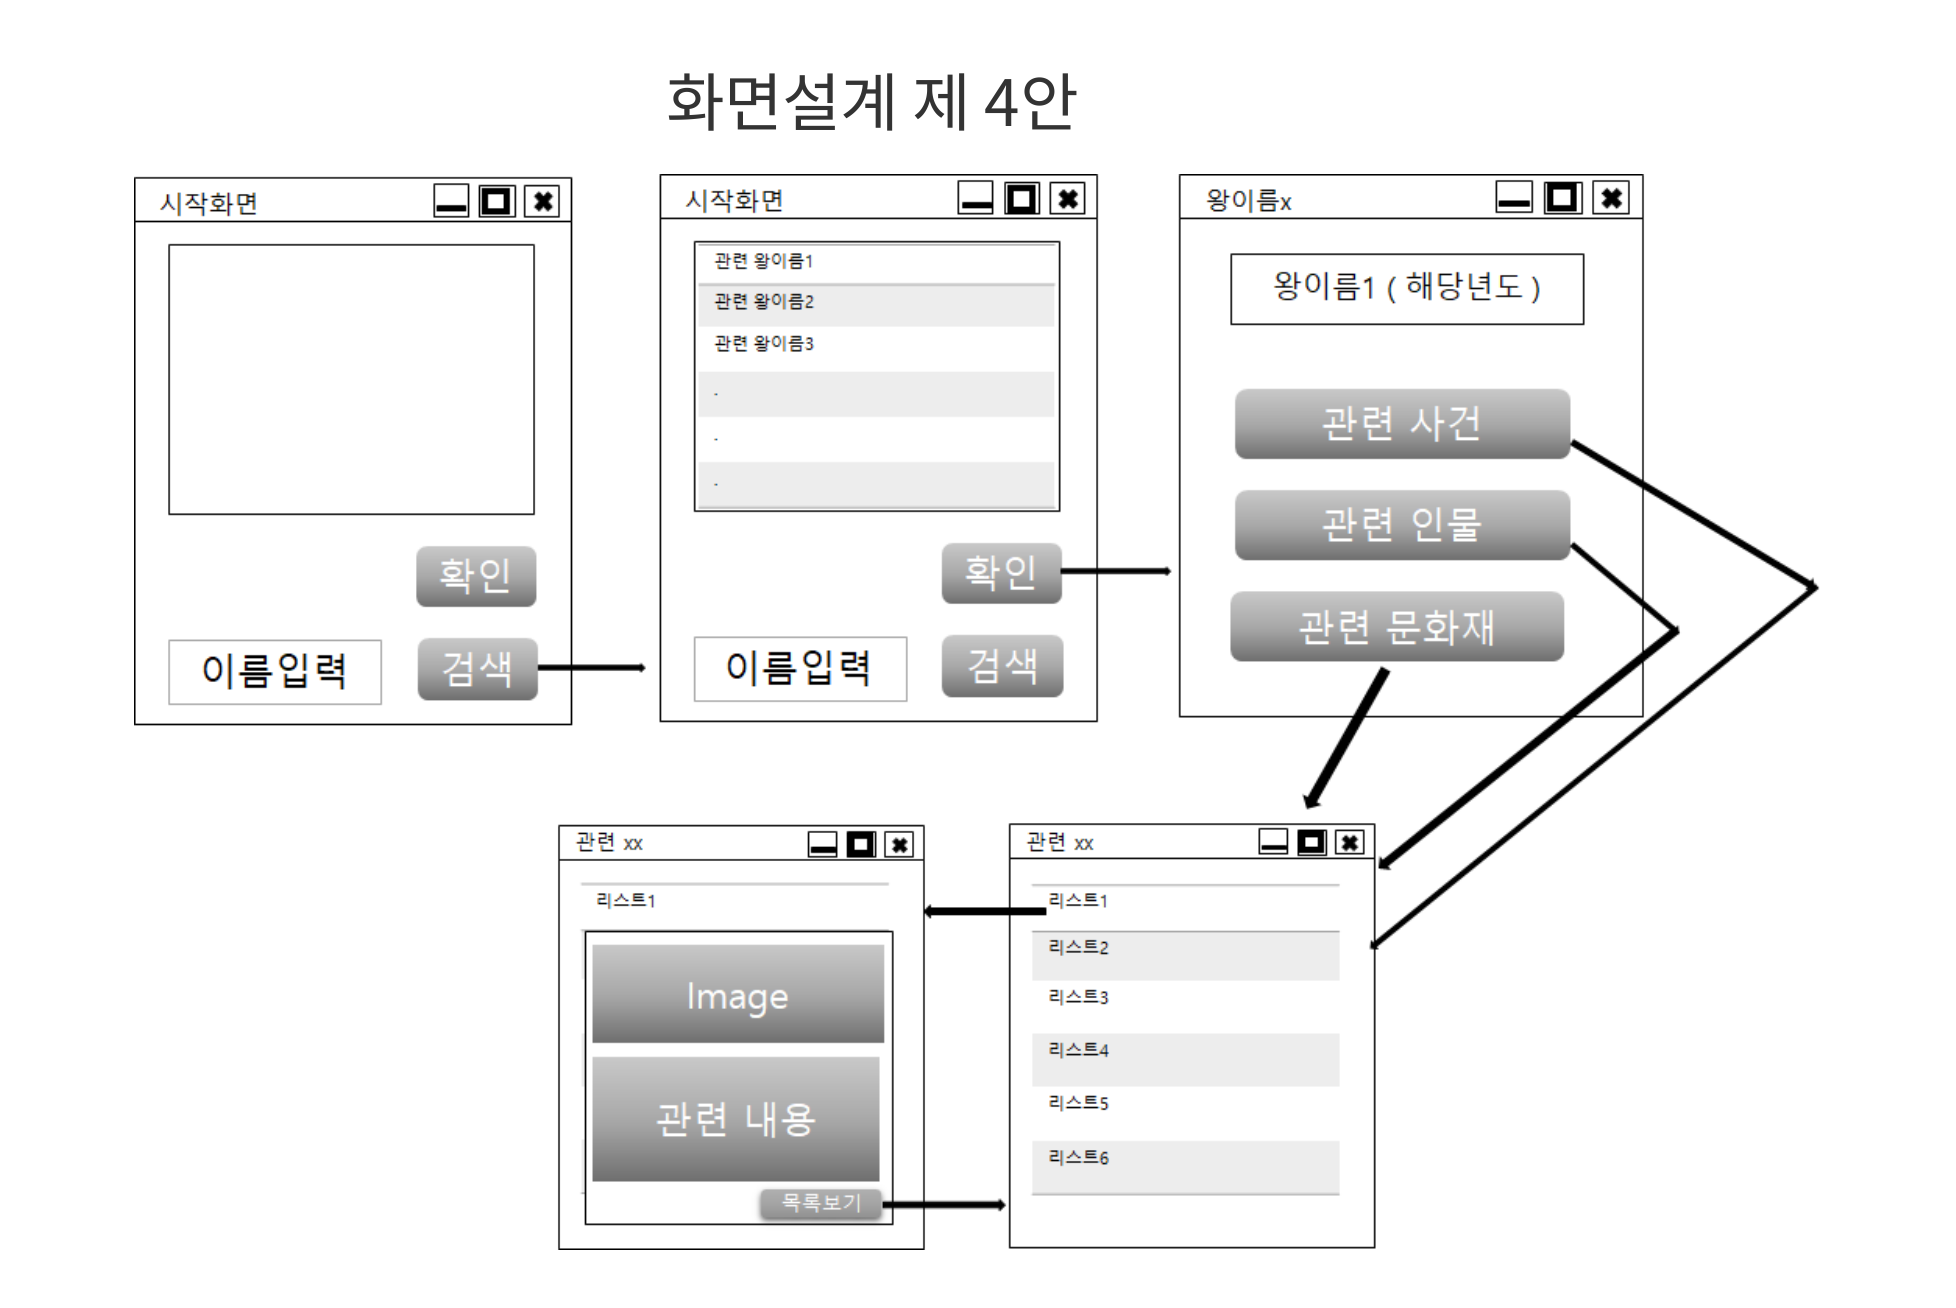 화면설계 제 4안
시작화면
확인
이름입력
검색
시작화면
관련 왕이름1
관련 왕이름2
관련 왕이름3
.
.
.
확인
이름입력
검색
왕이름x
왕이름1 ( 해당년도 )
관련 사건
관련 인물
관련 문화재
관련 xx
리스트1
Image
관련 내용
목록보기
관련 xx
리스트1
리스트2
리스트3
리스트4
리스트5
리스트6